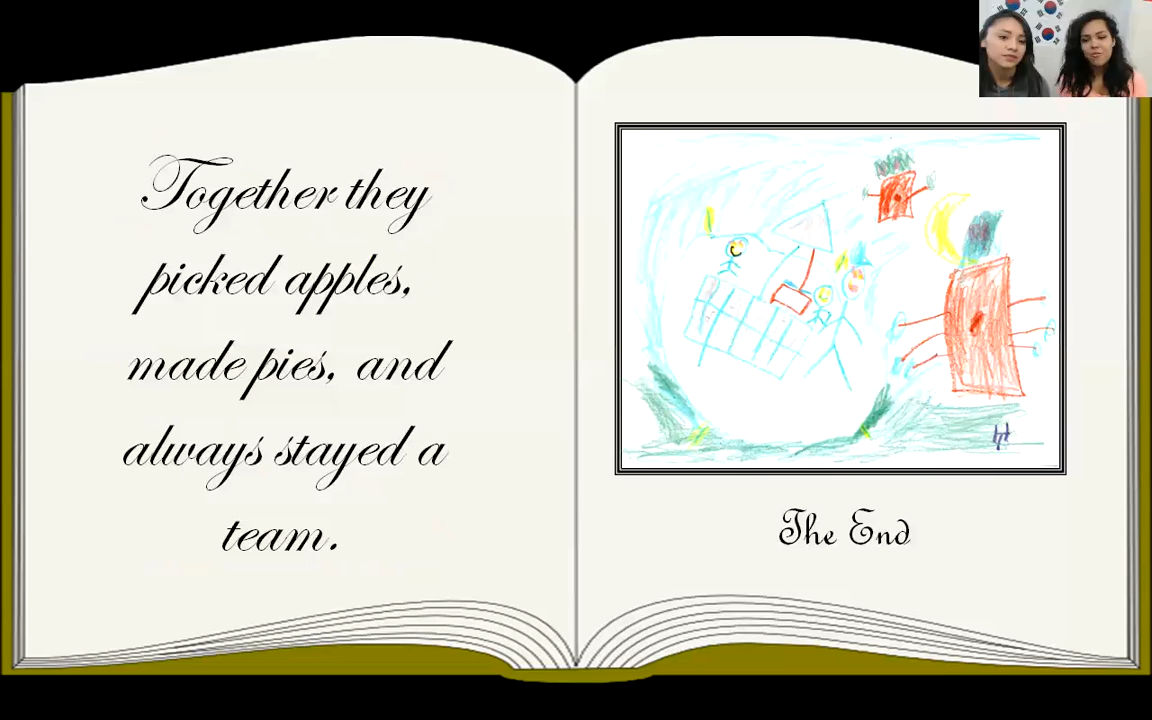 Together they
picked apples,
made pies, and
always stayed a
team.
The End